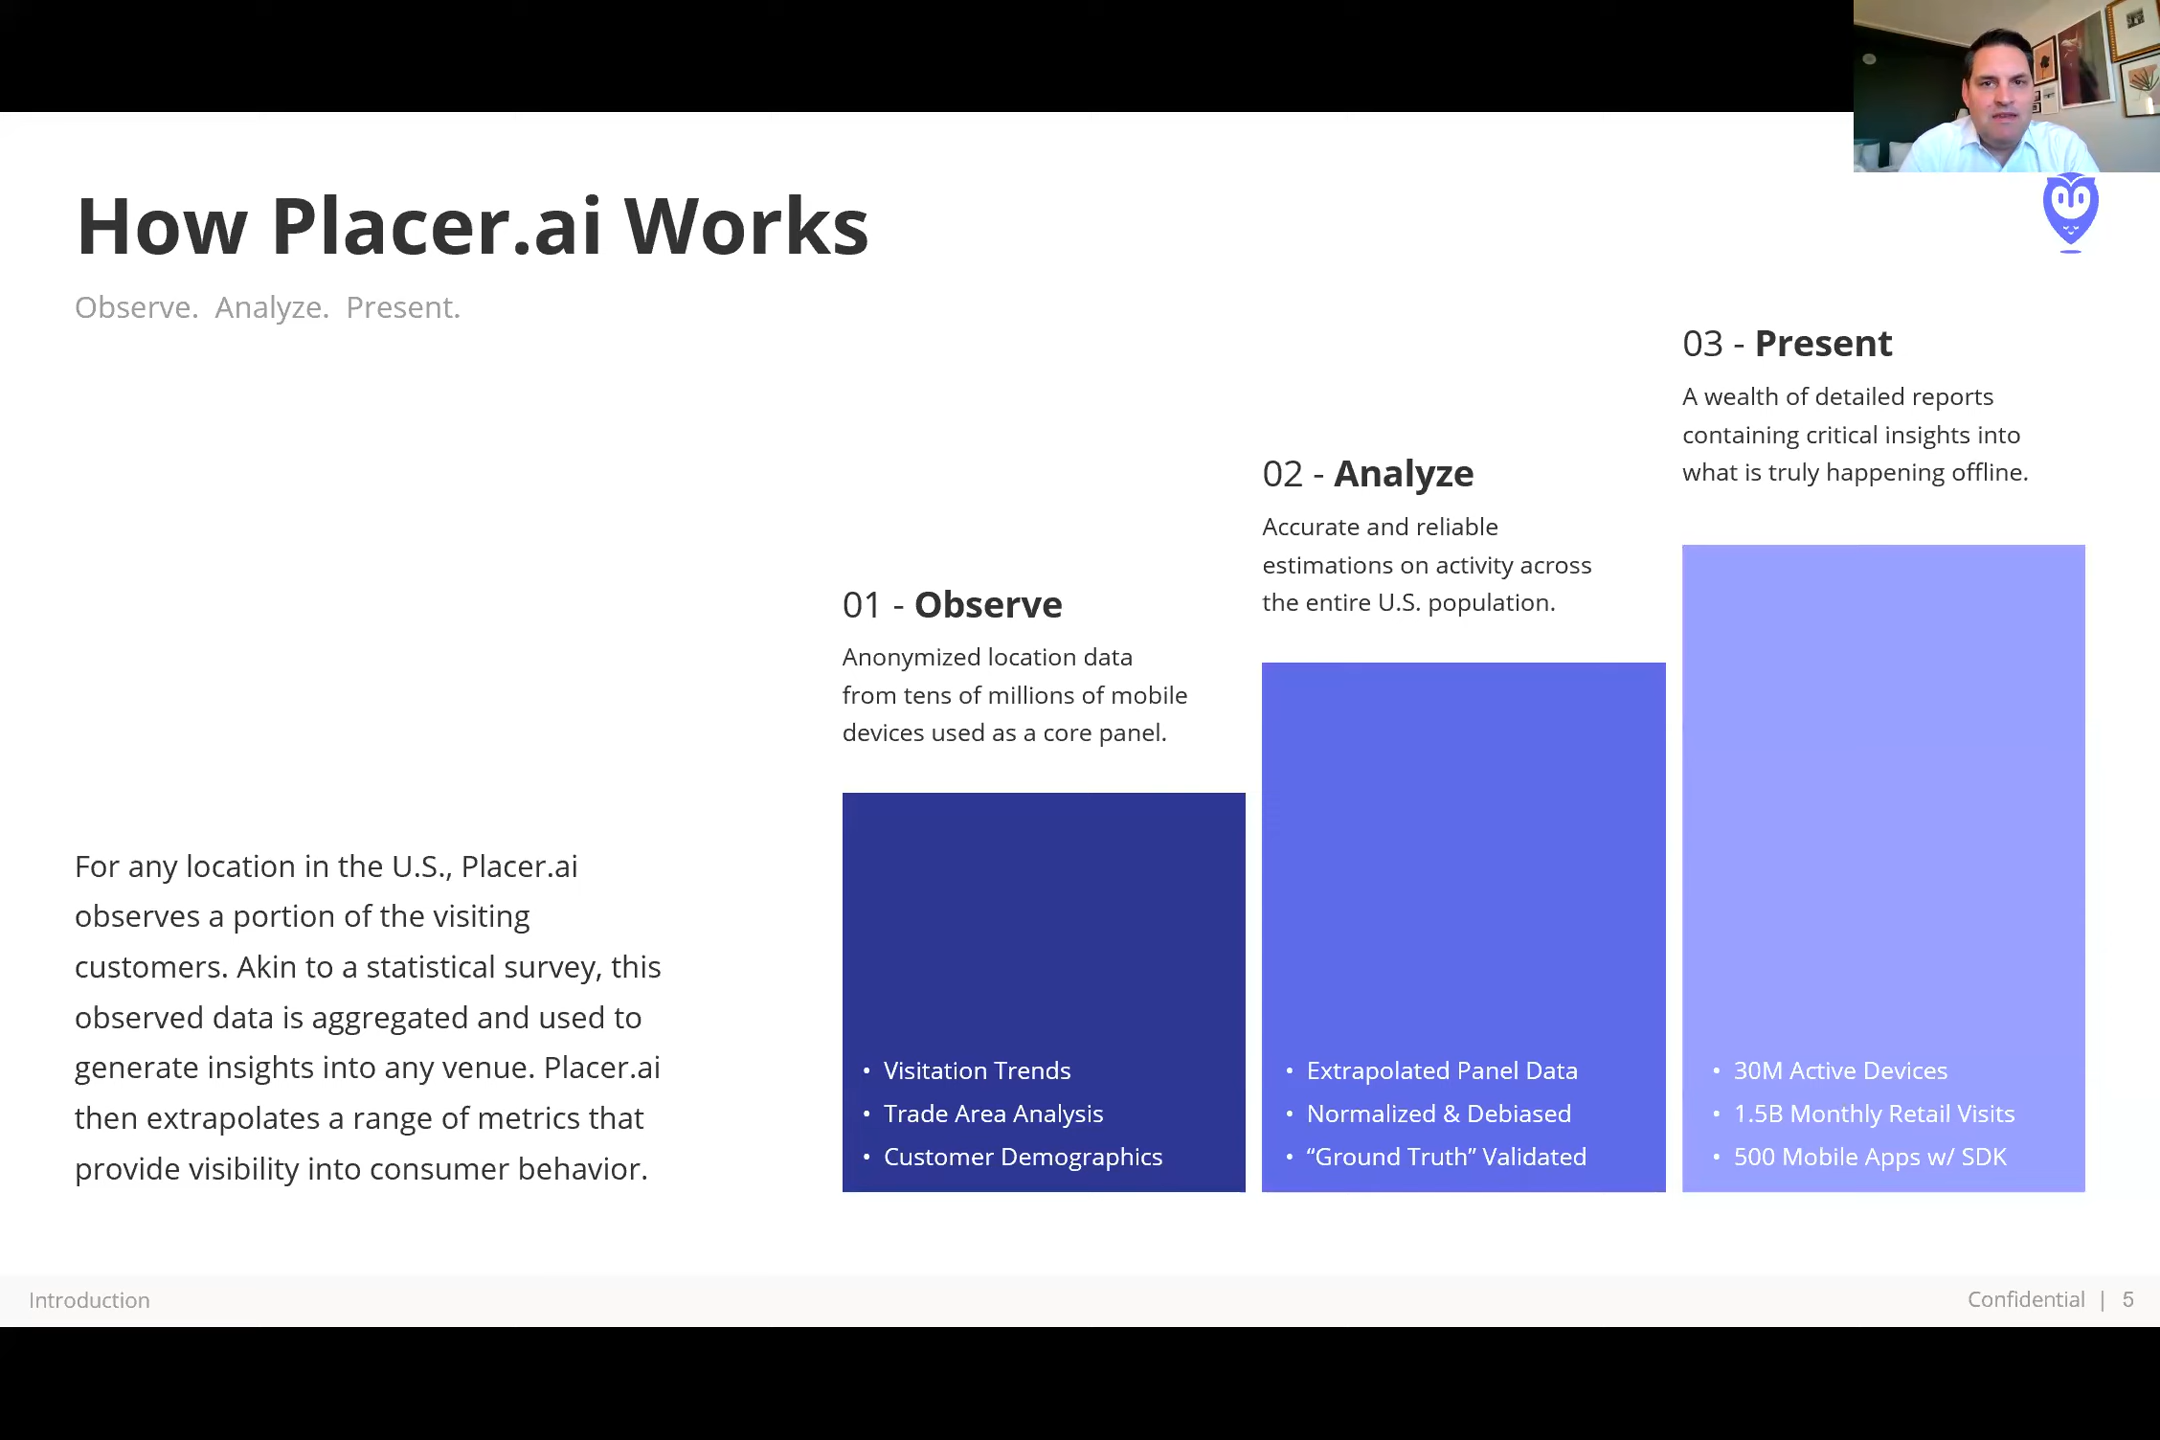 How Placer.ai Works
Observe. Analyze. Present.
For any location in the U.S., Placer.ai
observes a portion of the visiting
customers. Akin to a statistical survey, this
observed data is aggregated and used to
generate insights into any venue. Placer.ai
then extrapolates a range of metrics that
provide visibility into consumer behavior.
01 - Observe
Anonymized location data
from tens of millions of mobile
devices used as a core panel.
• Visitation Trends
• Trade Area Analysis
• Customer Demographics
02 - Analyze
Accurate and reliable
estimations on activity across
the entire U.S. population.
• Extrapolated Panel Data
• Normalized & Debiased
• “Ground Truth” Validated
03 - Present
A wealth of detailed reports
containing critical insights into
what is truly happening offline.
• 30M Active Devices
• 1.5B Monthly Retail Visits
• 500 Mobile Apps w/ SDK
Introduction
Confidential | 5